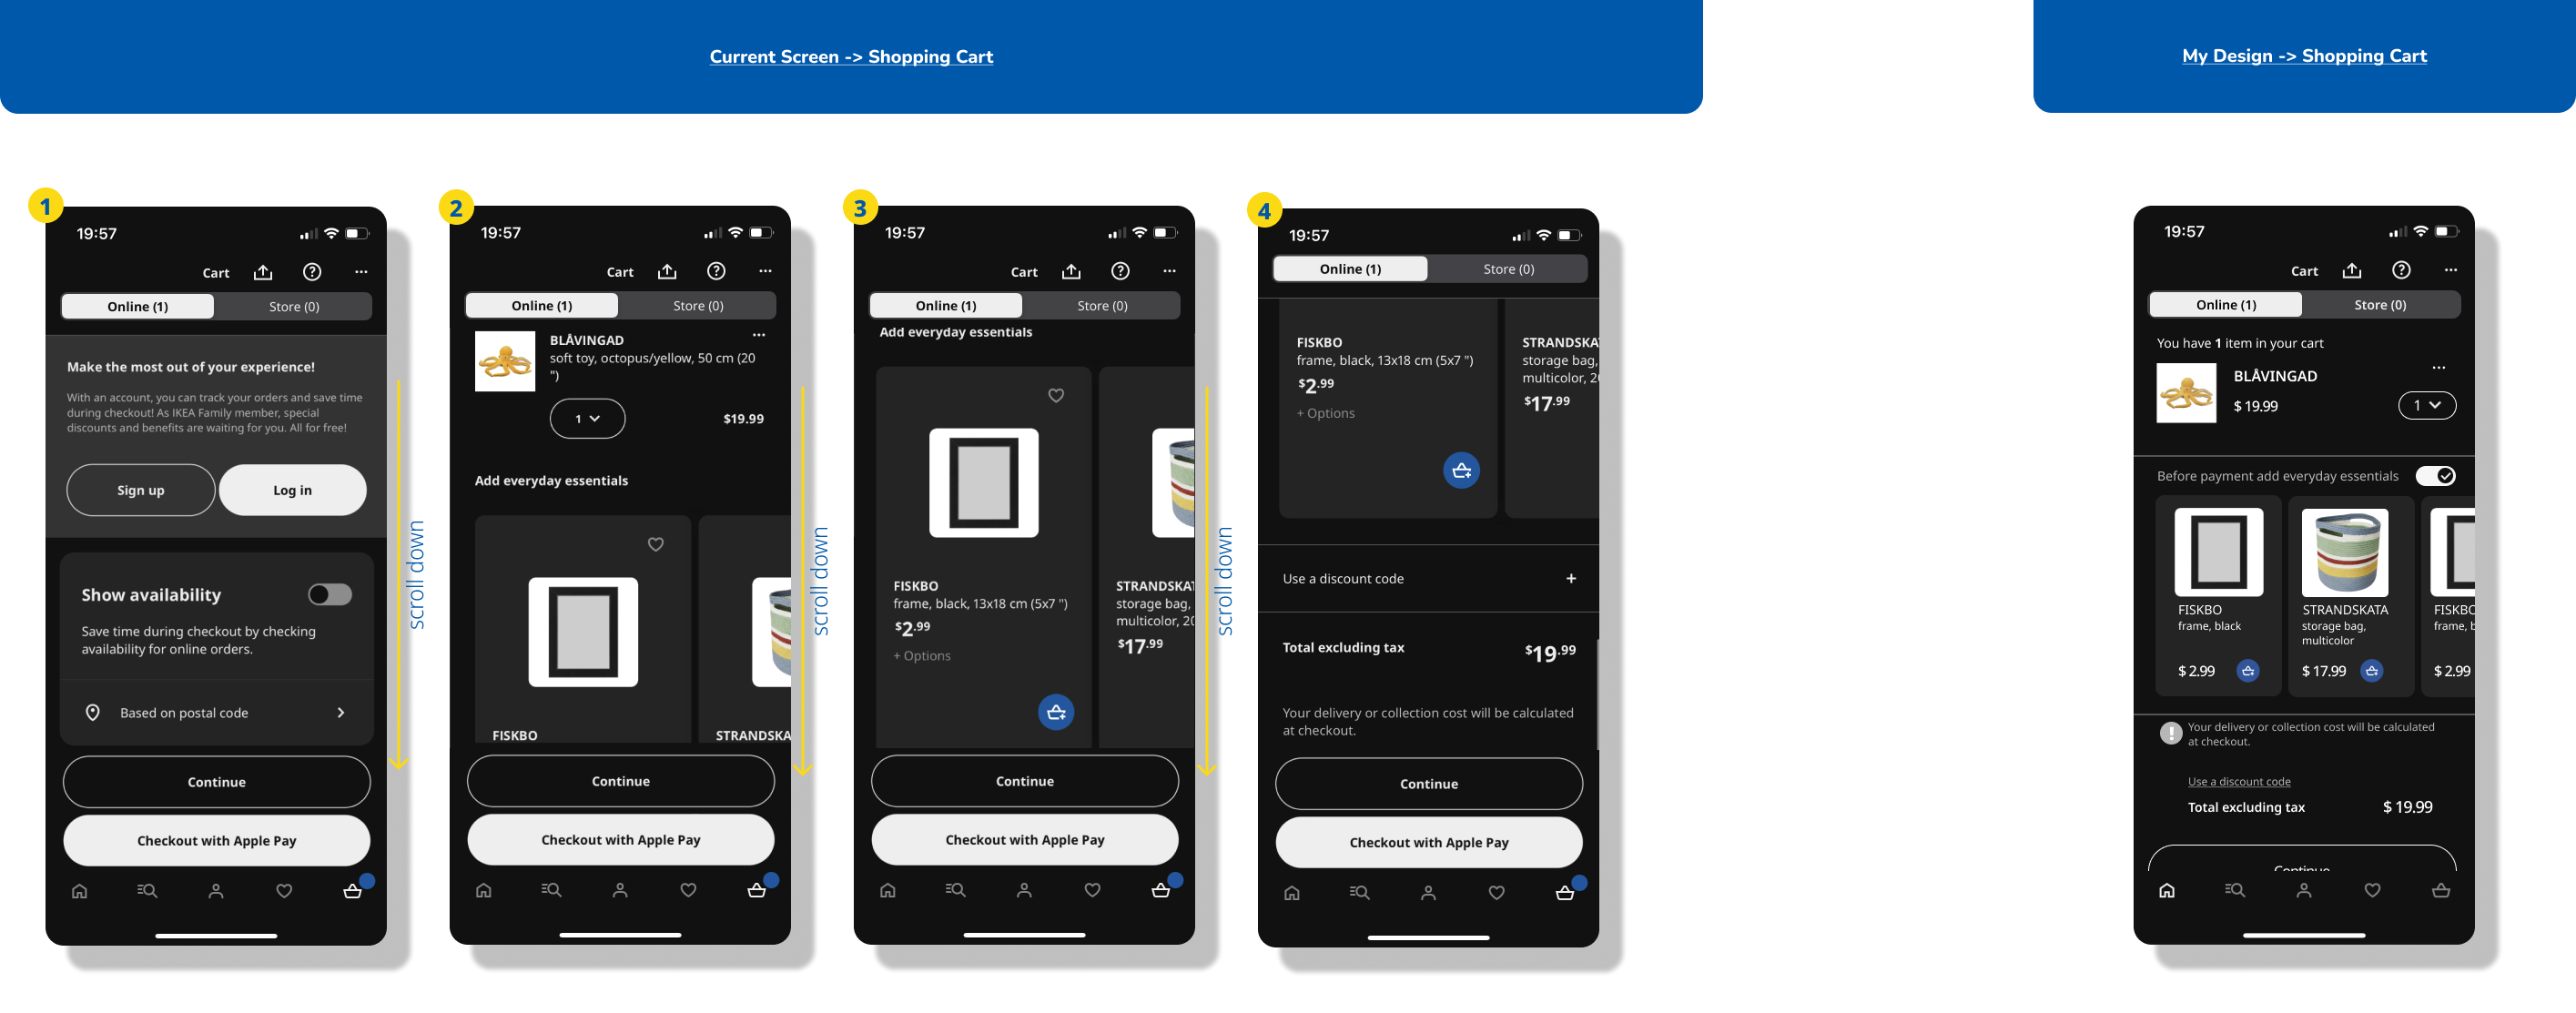 Current Screen -> Shopping Cart
My Design -> Shopping Cart
1
19:57
Cart
Online (1) Store (0)
Make the most out of your experience!
With an account, you can track your orders and save time
during checkout! As IKEA Family member, special
discounts and benefits are waiting for you. All for free!
Sign up Log in
Show availability
Save time during checkout by checking
availability for online orders.
Based on postal code
Continue
Checkout with Apple Pay
scroll down
2
19:57
Cart
Online (1) Store (0)
BLÅVINGAD
soft toy, octopus/yellow, 50 cm (20
")
1 $19.99
Add everyday essentials
FISKBO STRANDSKA
Continue
Checkout with Apple Pay
scroll down
3
19:57
Cart
Online (1) Store (0)
Add everyday essentials
FISKBO STRANDSKAT
frame, black, 13x18 cm (5x7 ") storage bag,
$2.99 multicolor, 20
+ Options $17.99
Continue
Checkout with Apple Pay
scroll down
4
19:57
Online (1) Store (0)
FISKBO STRANDSKA
frame, black, 13x18 cm (5x7 ") storage bag,
$2.99 multicolor, 2
+ Options $17.99
Use a discount code +
Total excluding tax $19.99
Your delivery or collection cost will be calculated
at checkout.
Continue
Checkout with Apple Pay
19:57
Cart
Online (1) Store (0)
You have 1 item in your cart
BLÅVINGAD
$ 19.99 1
Before payment add everyday essentials
FISKBO STRANDSKATA FISKBO
frame, black storage bag, frame, b
multicolor
$ 2.99 $ 17.99 $ 2.99
Your delivery or collection cost will be calculated
at checkout.
Use a discount code
Total excluding tax $ 19.99
Continue